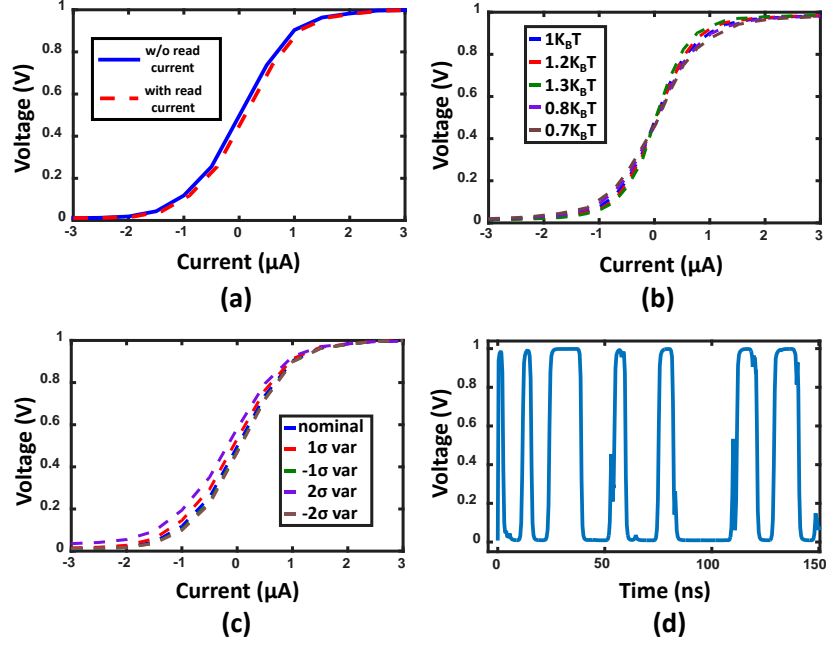 Voltage (V)
1
0.8
0.6
0.4
0.2
0
w/o read
current
with read
current
-3
-2
-1
0
1
2
3
Current (µA)
(a)
Voltage (V)
1
0.8
0.6
0.4
0.2
0
1K_BT
1.2K_BT
1.3K_BT
0.8K_BT
0.7K_BT
-3
-2
-1
0
1
2
3
Current (µA)
(b)
Voltage (V)
1
0.8
0.6
0.4
0.2
0
nominal
1σ var
-1σ var
2σ var
-2σ var
-3
-2
-1
0
1
2
3
Current (µA)
(c)
Voltage (V)
1
0.8
0.6
0.4
0.2
0
0
50
100
150
Time (ns)
(d)